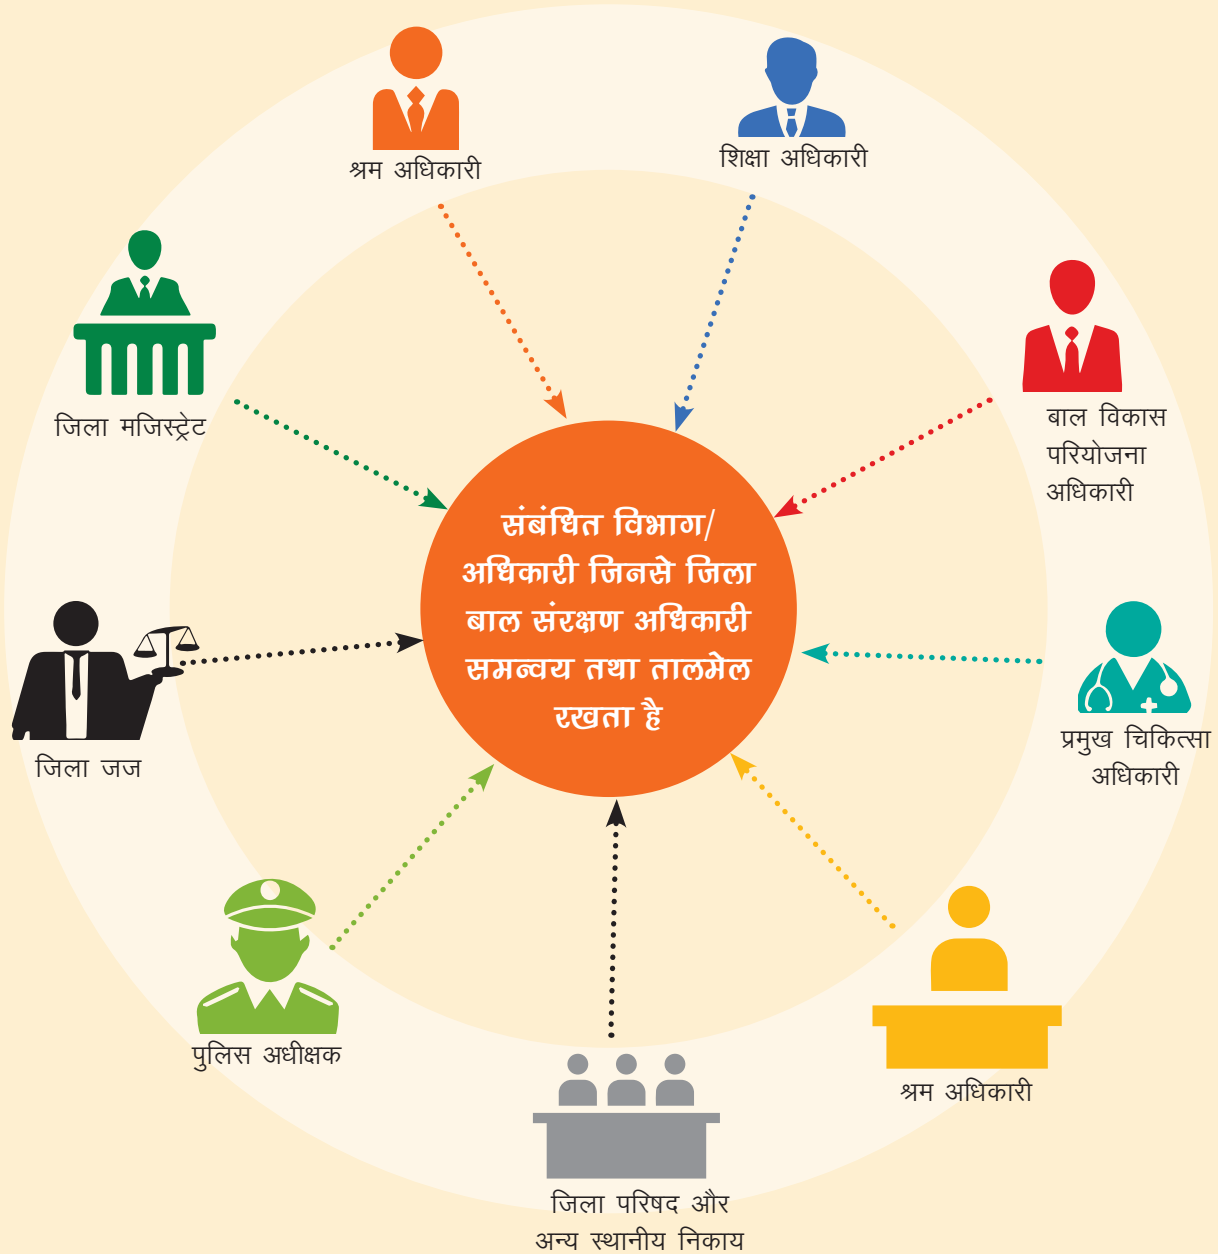 श्रम अधिकारी
शिक्षा अधिकारी
जिला मजिस्ट्रेट
बाल विकास
परियोजना
अधिकारी
संबंधित विभाग/
अधिकारी जिनसे जिला
बाल संरक्षण अधिकारी
समन्वय तथा तालमेल
रखता है
जिला जज
प्रमुख चिकित्सा
अधिकारी
पुलिस अधीक्षक
श्रम अधिकारी
जिला परिषद और
अन्य स्थानीय निकाय